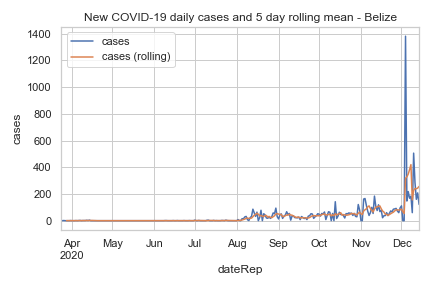 New COVID-19 daily cases and 5 day rolling mean - Belize
cases
cases (rolling)
1400
1200
1000
800
600
400
200
0
cases
Apr May Jun Jul Aug Sep Oct Nov Dec
2020
dateRep